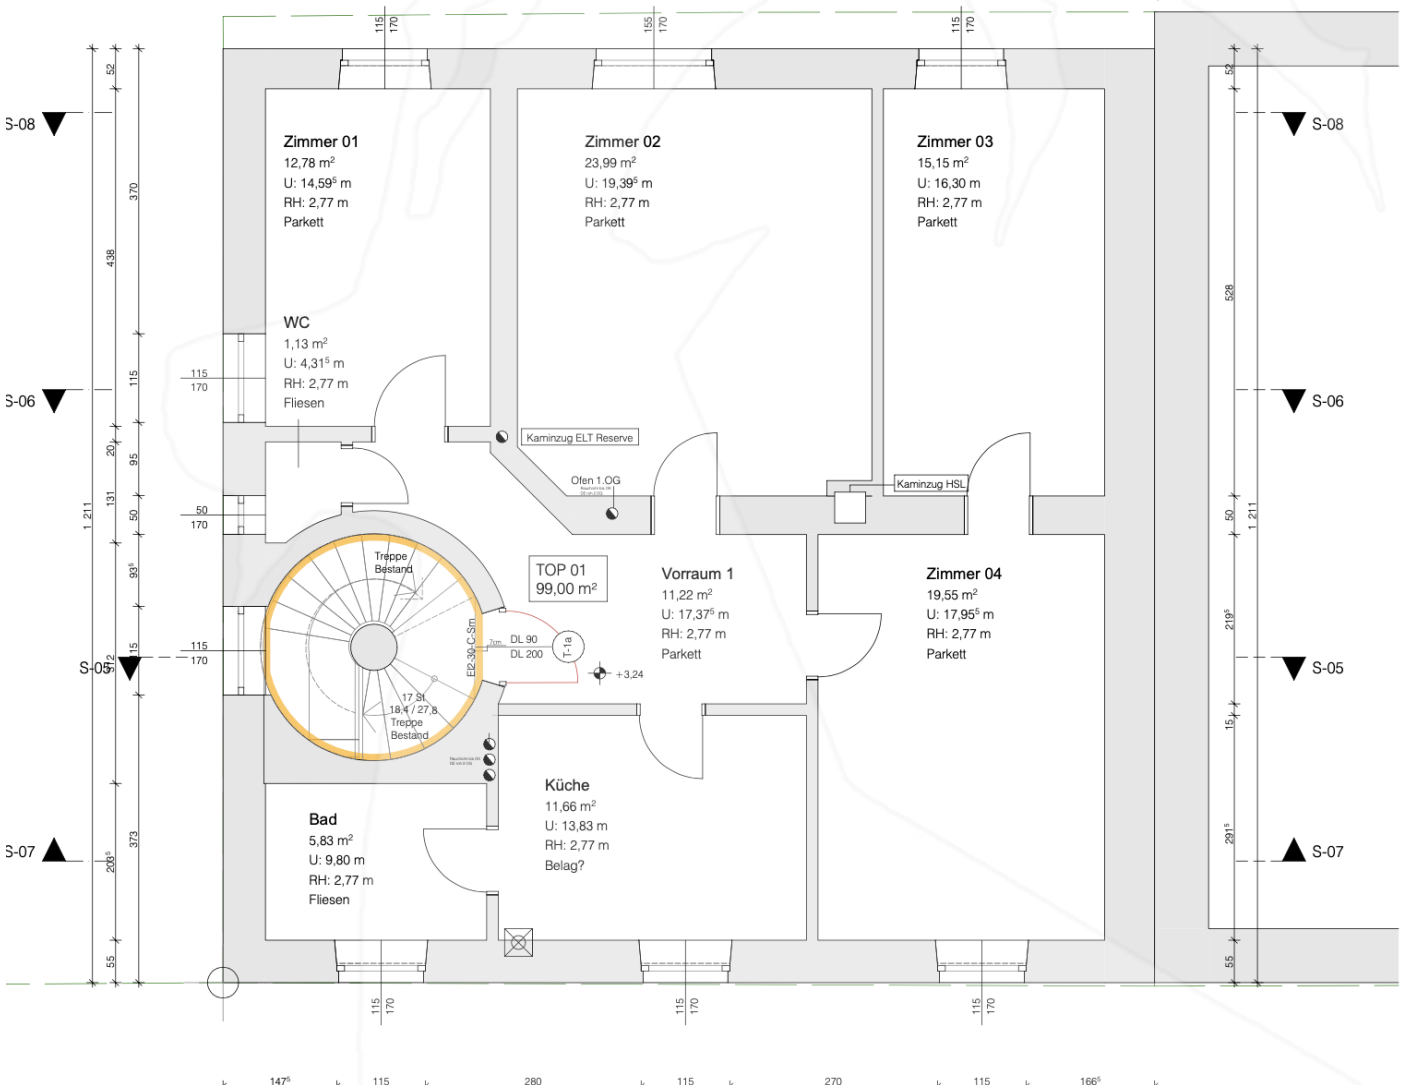 115
170
155
170
115
170
52
52
S-08
S-08
Zimmer 01
12,78 m²
U: 14,59⁵ m
RH: 2,77 m
Parkett
Zimmer 02
23,99 m²
U: 19,39⁵ m
RH: 2,77 m
Parkett
Zimmer 03
15,15 m²
U: 16,30 m
RH: 2,77 m
Parkett
370
438
528
WC
1,13 m²
U: 4,31⁵ m
RH: 2,77 m
Fliesen
115
170
115
S-06
S-06
Kaminzug ELT Reserve
20
95
Ofen 1.OG
Kaminzug HSL
131
50
50
170
1 211
50
1 211
93⁵
Treppe
Bestand
TOP 01
99,00 m²
Vorraum 1
11,22 m²
U: 17,37⁵ m
RH: 2,77 m
Parkett
Zimmer 04
19,55 m²
U: 17,95⁵ m
RH: 2,77 m
Parkett
219⁵
115
170
115
S-05
S-05
EI2-30-C-Sm
7cm
DL 90
DL 200
T-1a
+3,24
17 St
18,4 / 27,8
Treppe
Bestand
15
Küche
11,66 m²
U: 13,83 m
RH: 2,77 m
Belag?
Bad
5,83 m²
U: 9,80 m
RH: 2,77 m
Fliesen
373
291⁵
S-07
S-07
55
55
115
170
115
170
115
170
147⁵
115
280
115
270
115
166⁵